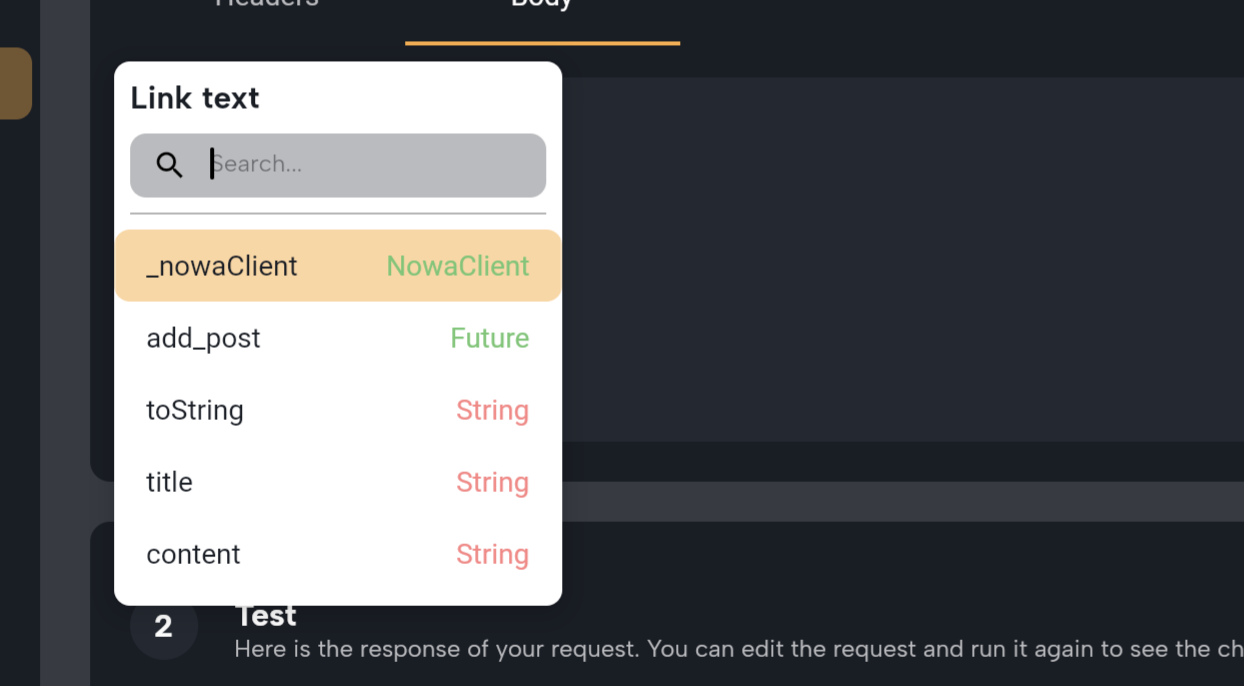 Headers Body
Link text
Search...
_nowaClient NowaClient
add_post Future
toString String
title String
content String
2 Test
Here is the response of your request. You can edit the request and run it again to see the ch